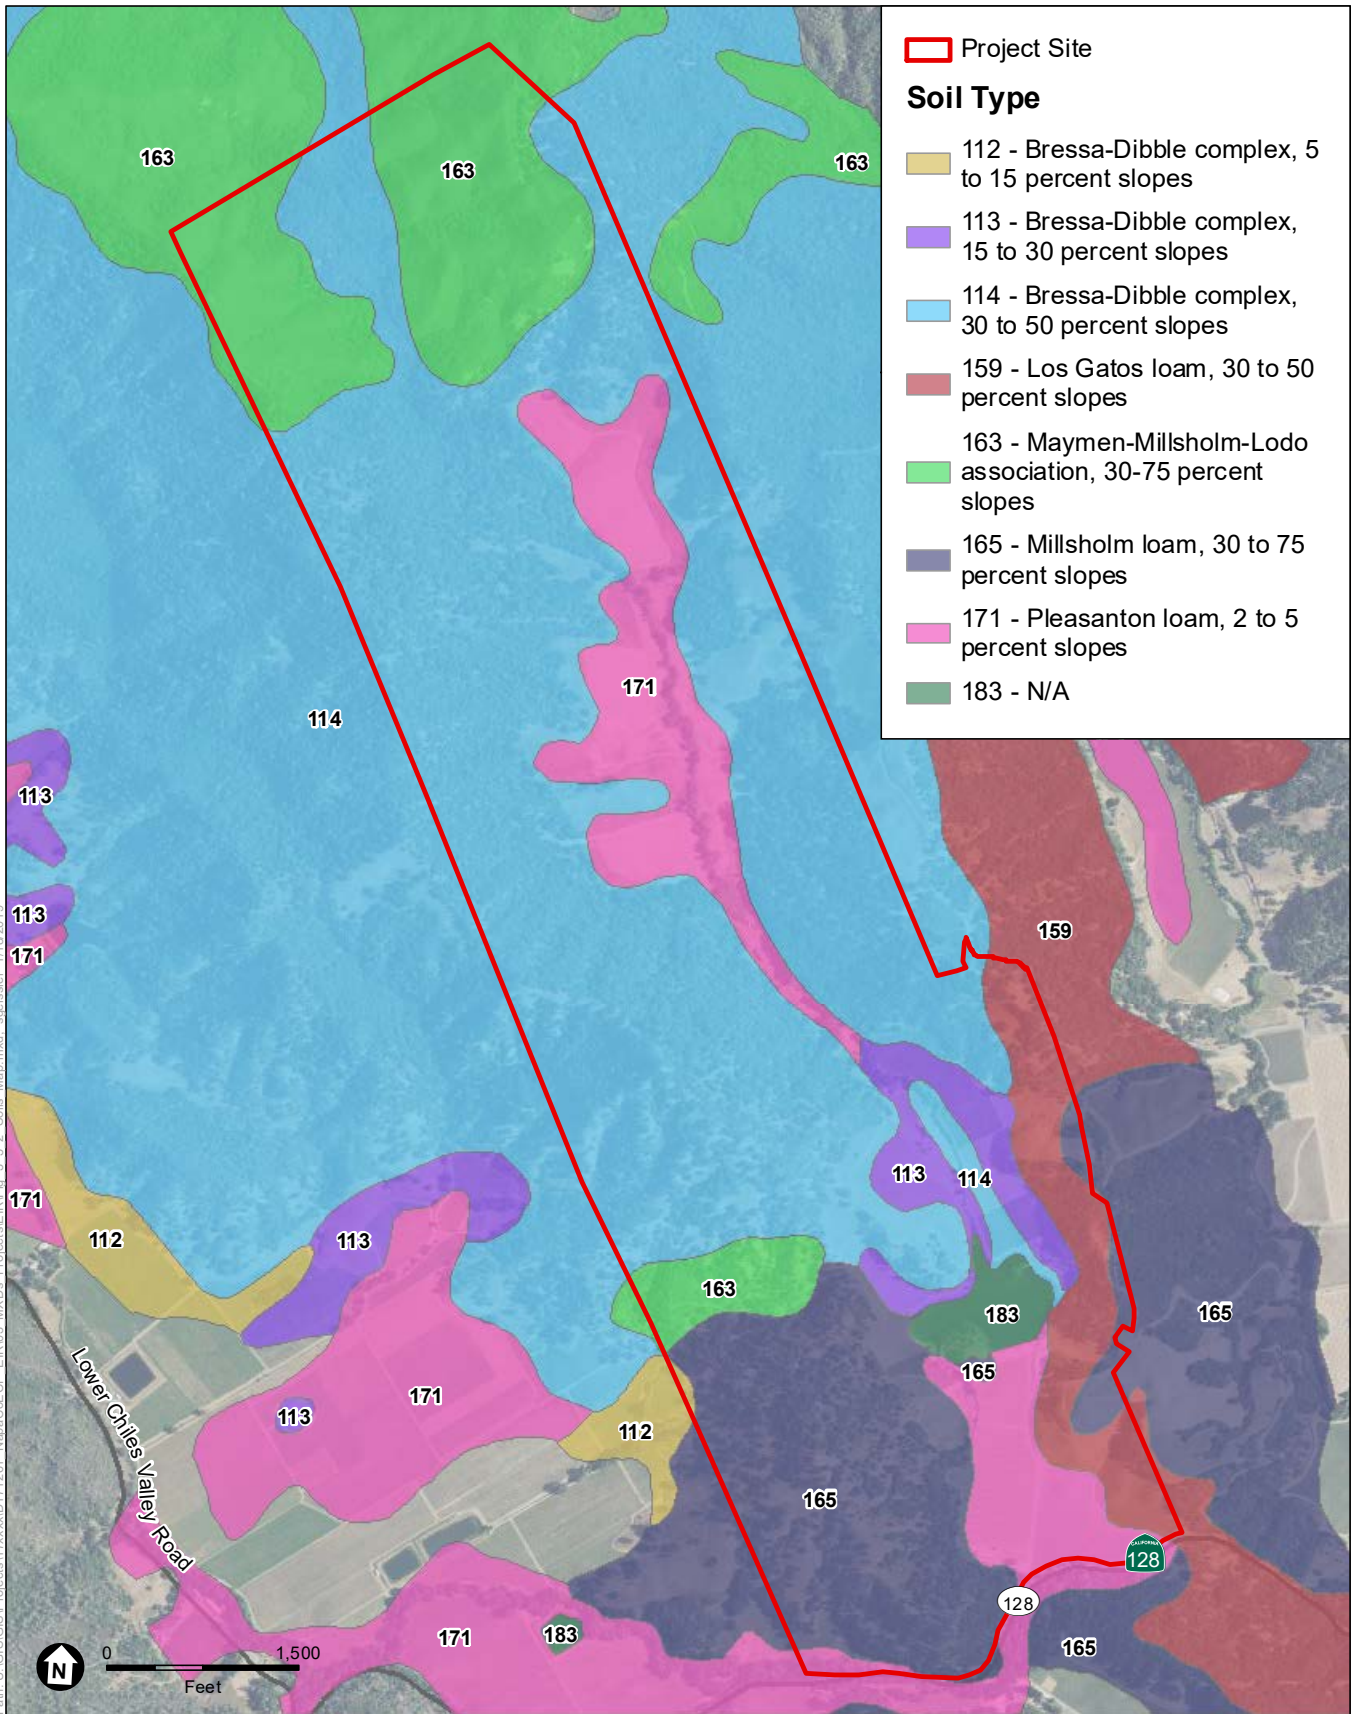 Project Site
Soil Type
112 - Bressa-Dibble complex, 5
to 15 percent slopes
113 - Bressa-Dibble complex,
15 to 30 percent slopes
114 - Bressa-Dibble complex,
30 to 50 percent slopes
159 - Los Gatos loam, 30 to 50
percent slopes
163 - Maymen-Millsholm-Lodo
association, 30-75 percent
slopes
165 - Millsholm loam, 30 to 75
percent slopes
171 - Pleasanton loam, 2 to 5
percent slopes
183 - N/A
163
163
163
171
114
113
113
171
159
113
114
171
112
113
163
183
165
165
171
113
112
165
Lower Chiles Valley Road
CALIFORNIA
128
128
171
183
165
N
0
1,500
Feet